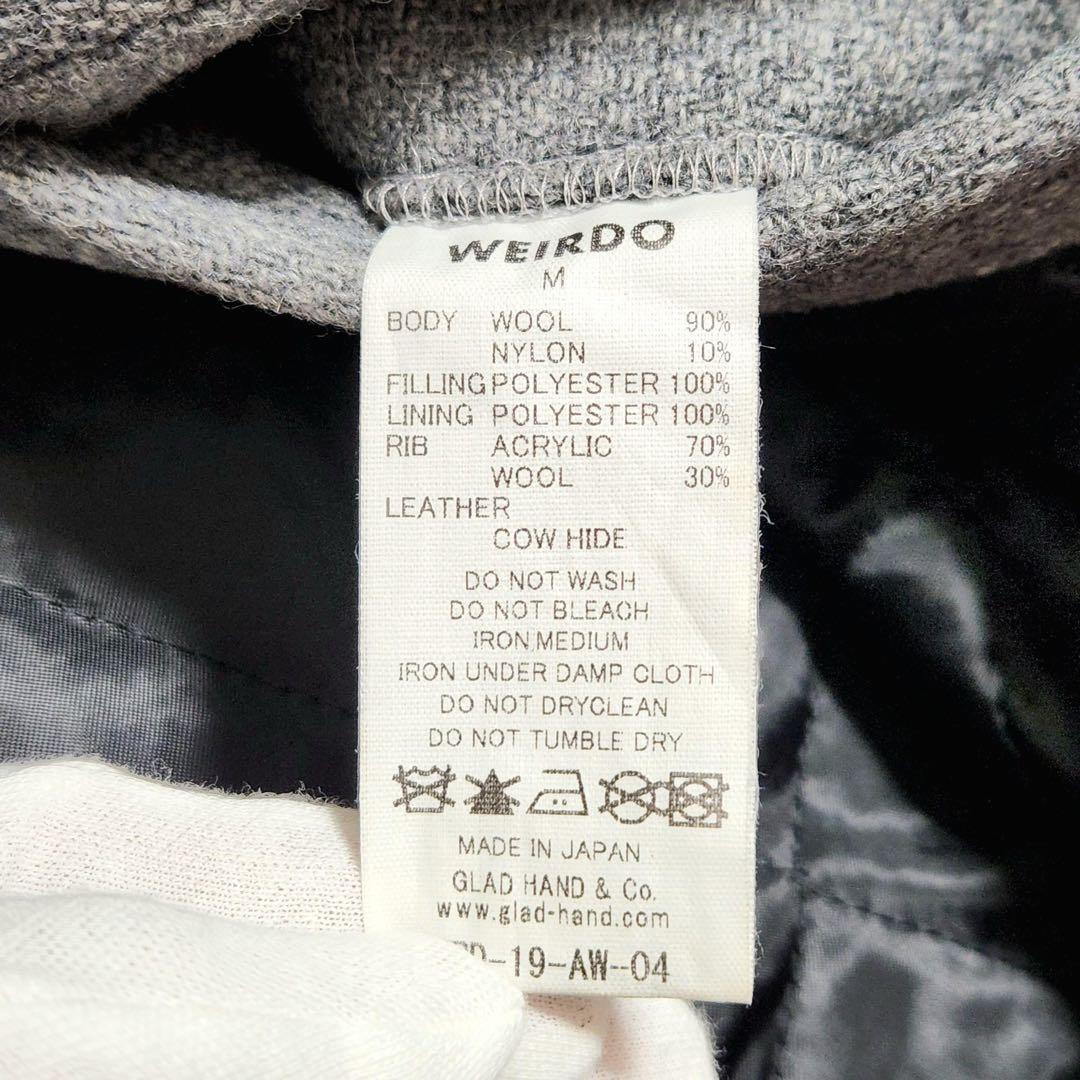 WEIRDO
M
BODY WOOL 90%
NYLON 10%
FILLING POLYESTER 100%
LINING POLYESTER 100%
RIB ACRYLIC 70%
WOOL 30%
LEATHER
COW HIDE
DO NOT WASH
DO NOT BLEACH
IRON MEDIUM
IRON UNDER DAMP CLOTH
DO NOT DRYCLEAN
DO NOT TUMBLE DRY
MADE IN JAPAN
GLAD HAND & Co.
www.glad-hand.com
-19-AW-04